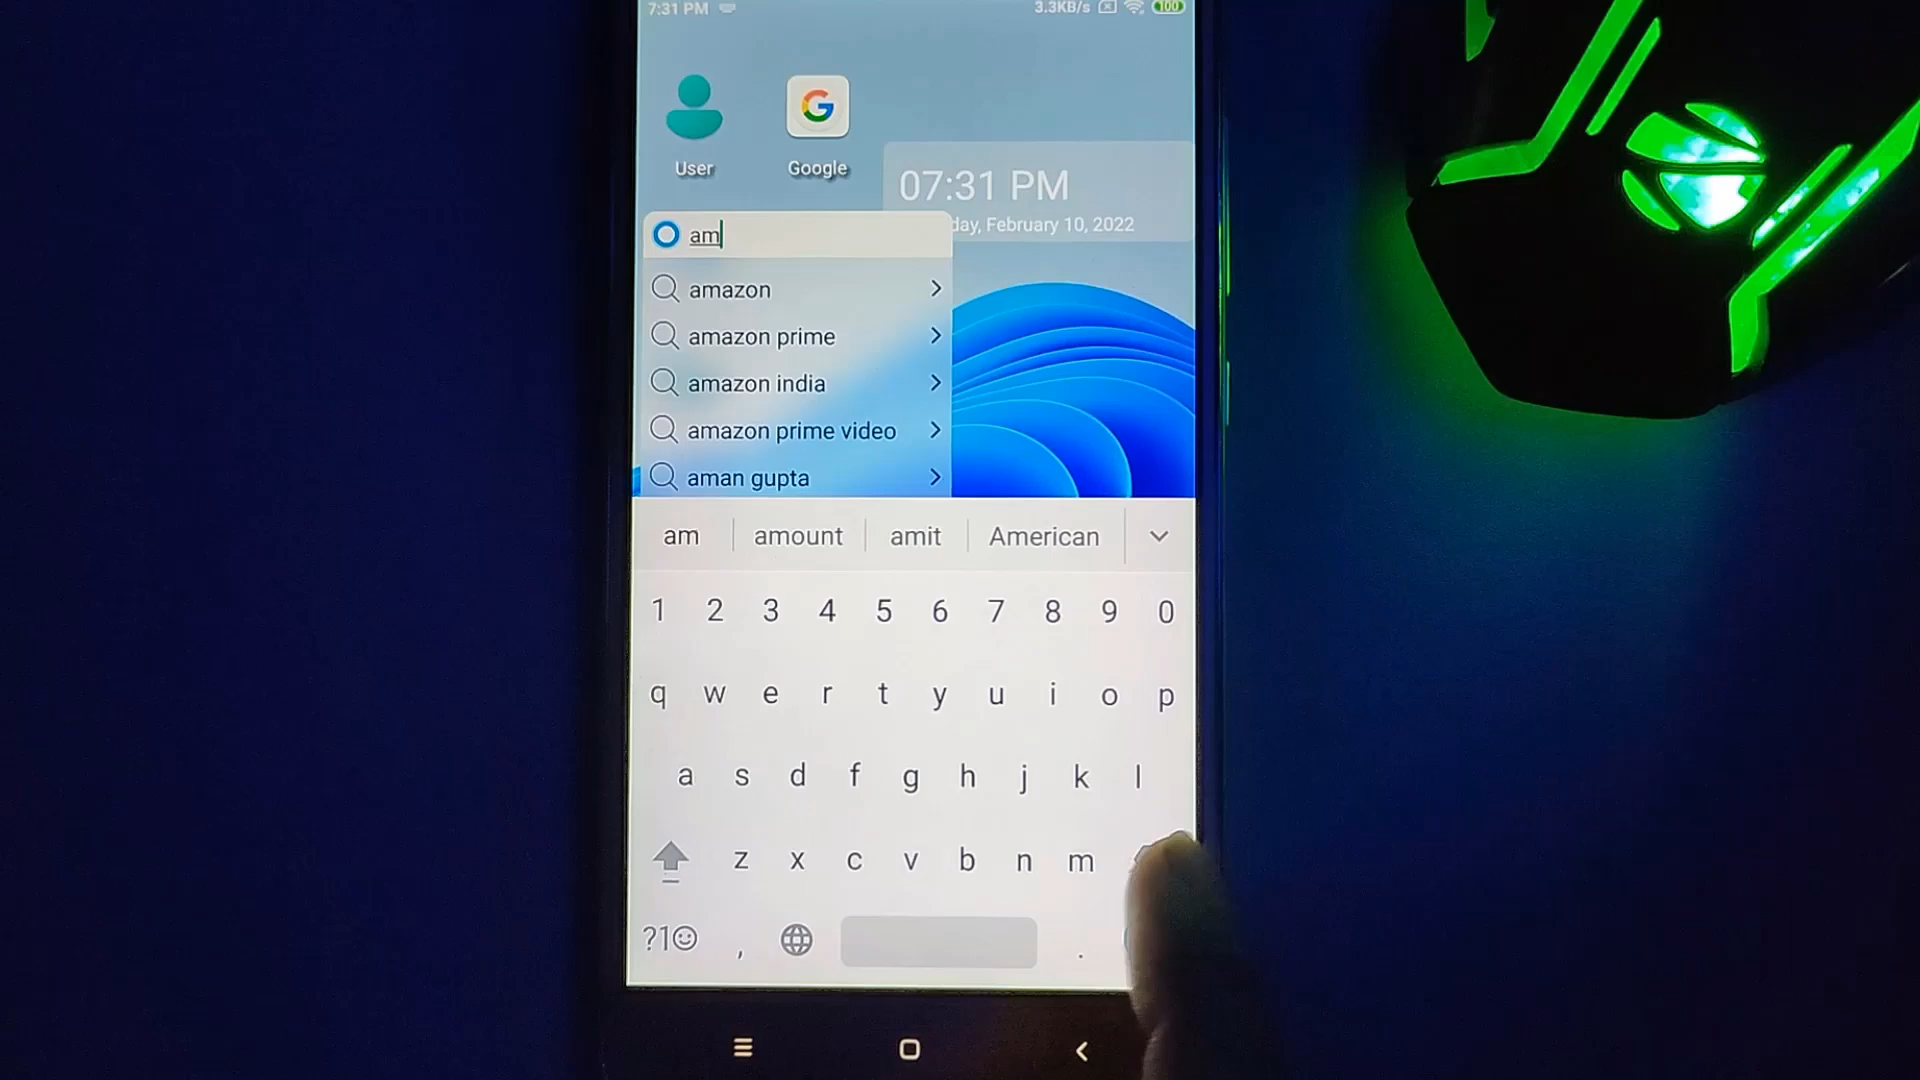 7:31 PM
3.3KB/s
100
User
Google
07:31 PM
day, February 10, 2022
am
amazon
amazon prime
amazon india
amazon prime video
aman gupta
am amount amit American
1 2 3 4 5 6 7 8 9 0
q w e r t y u i o p
a s d f g h j k l
z x c v b n m
?1☺ , .